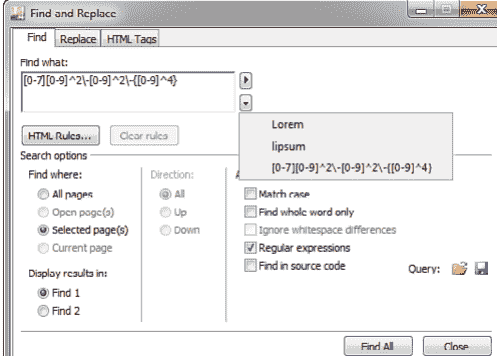 Find and Replace
Find Replace HTML Tags
Find what:
[0-7][0-9]^2\-[0-9]^2\-{[0-9]^4}
Lorem
lipsum
[0-7][0-9]^2\-[0-9]^2\-{[0-9]^4}
HTML Rules... Clear rules
Search options
Find where:
All pages
Open page(s)
Selected page(s)
Current page
Display results in:
Find 1
Find 2
Direction:
All
Up
Down
Match case
Find whole word only
Ignore whitespace differences
Regular expressions
Find in source code
Query:
Find All Close